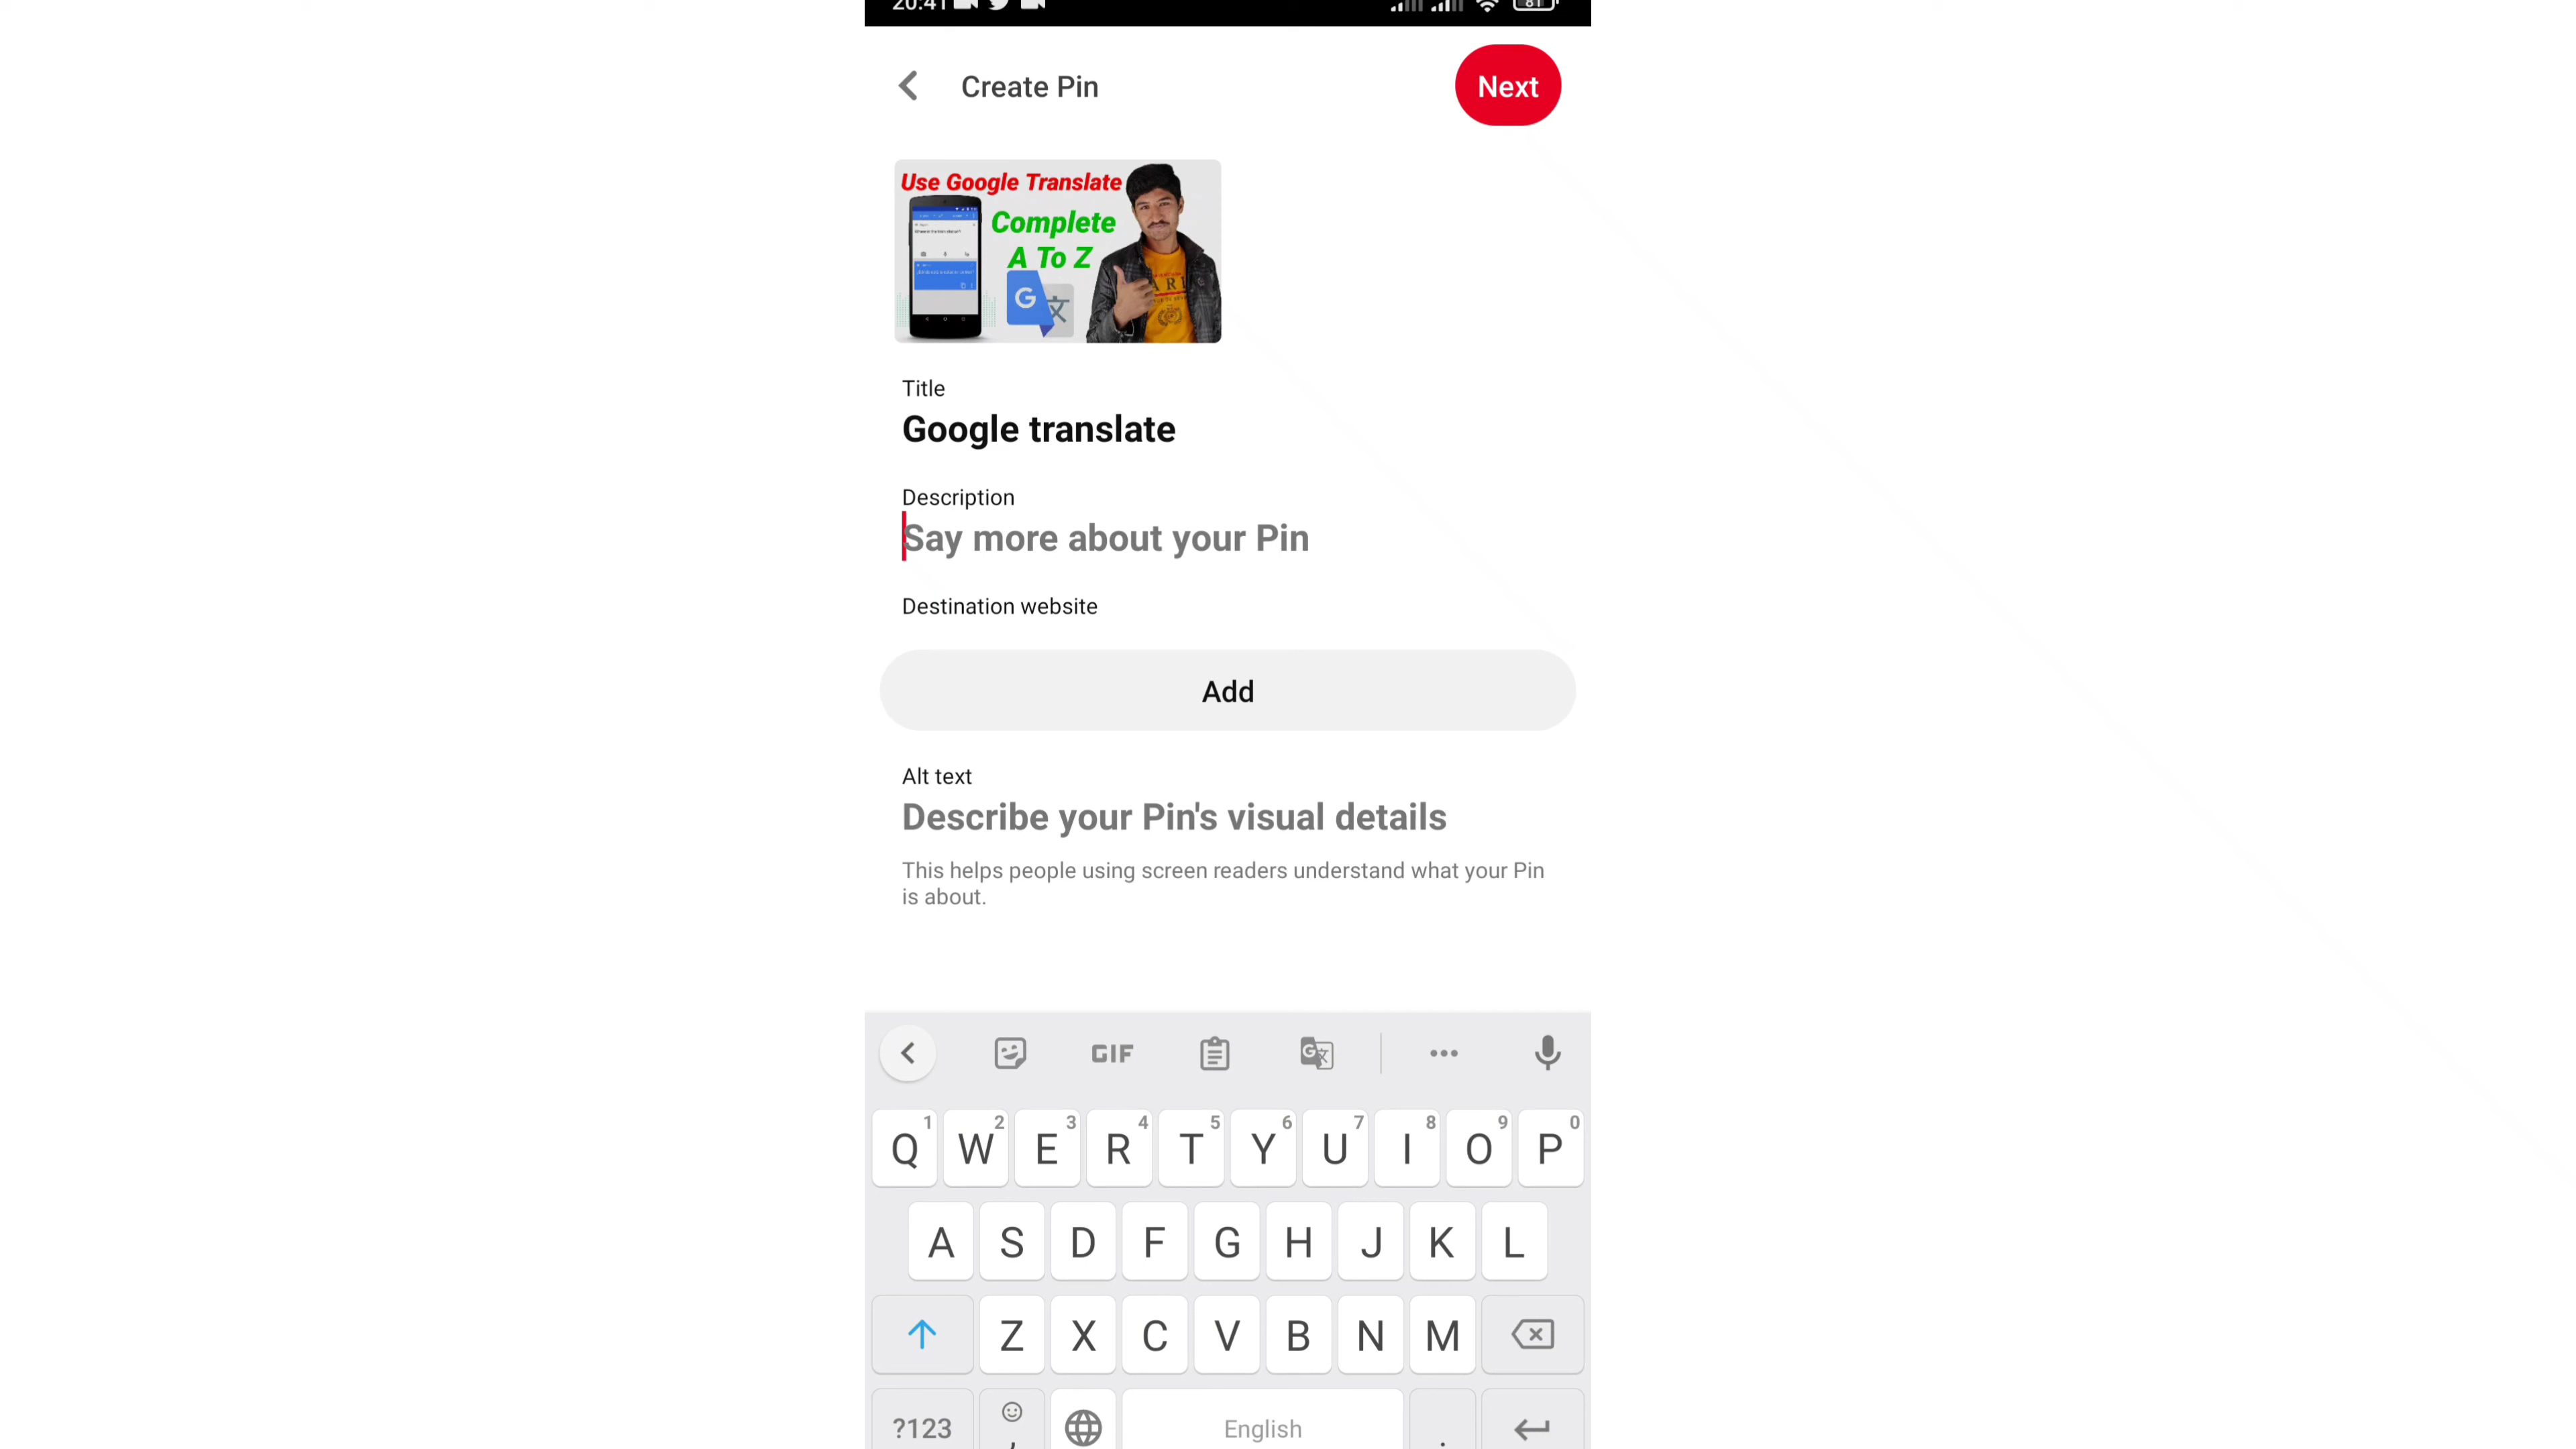 20:41
81
Create Pin
Next
Use Google Translate
Complete
A To Z
Title
Google translate
Description
Say more about your Pin
Destination website
Add
Alt text
Describe your Pin's visual details
This helps people using screen readers understand what your Pin
is about.
GIF
Q1 W2 E3 R4 T5 Y6 U7 I8 O9 P0
A S D F G H J K L
Z X C V B N M
?123 , English .